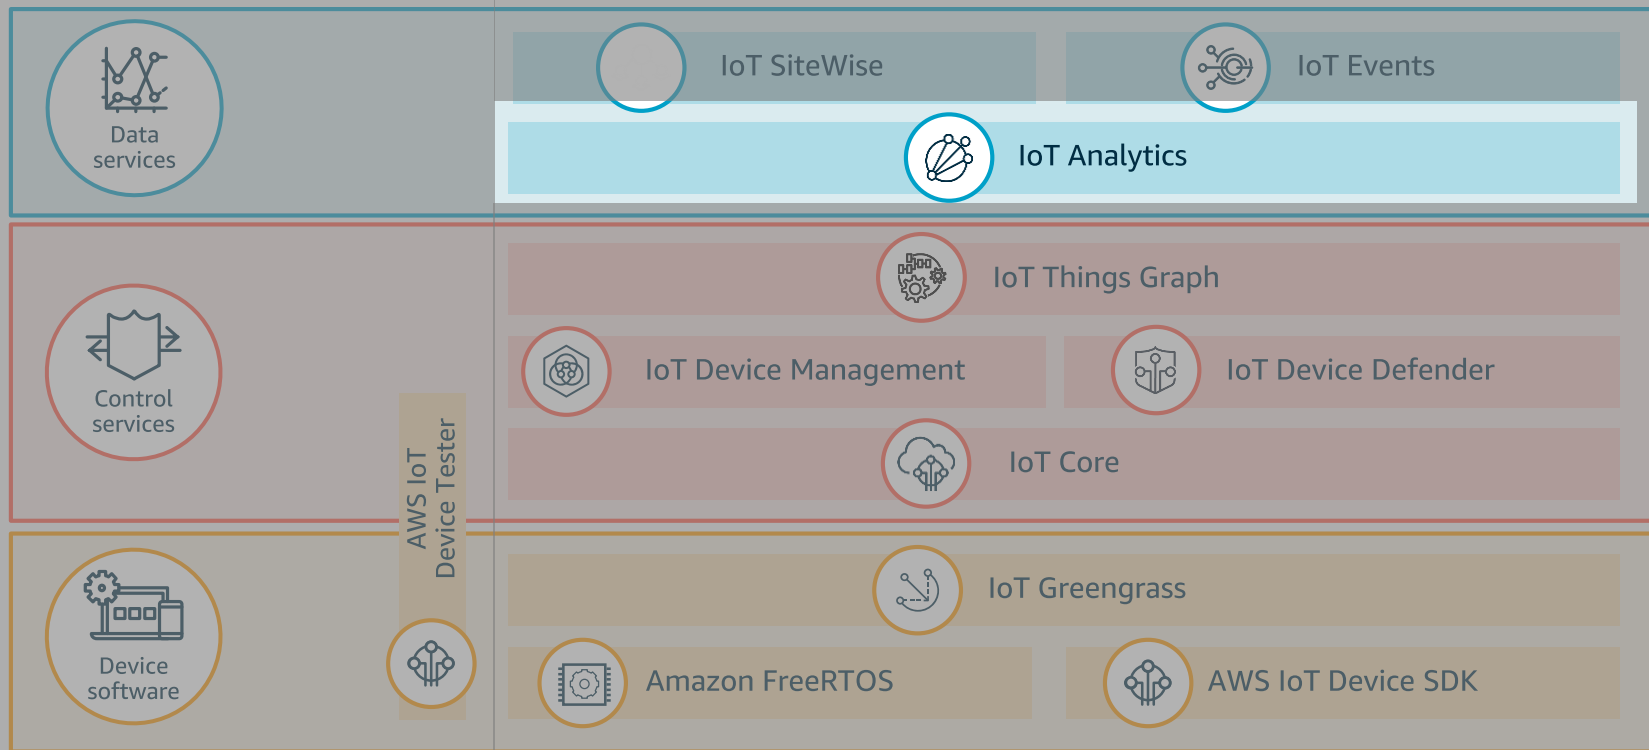 Data
services
IoT SiteWise
IoT Events
IoT Analytics
Control
services
IoT Things Graph
IoT Device Management
IoT Device Defender
IoT Core
AWS IoT
Device Tester
Device
software
IoT Greengrass
Amazon FreeRTOS
AWS IoT Device SDK